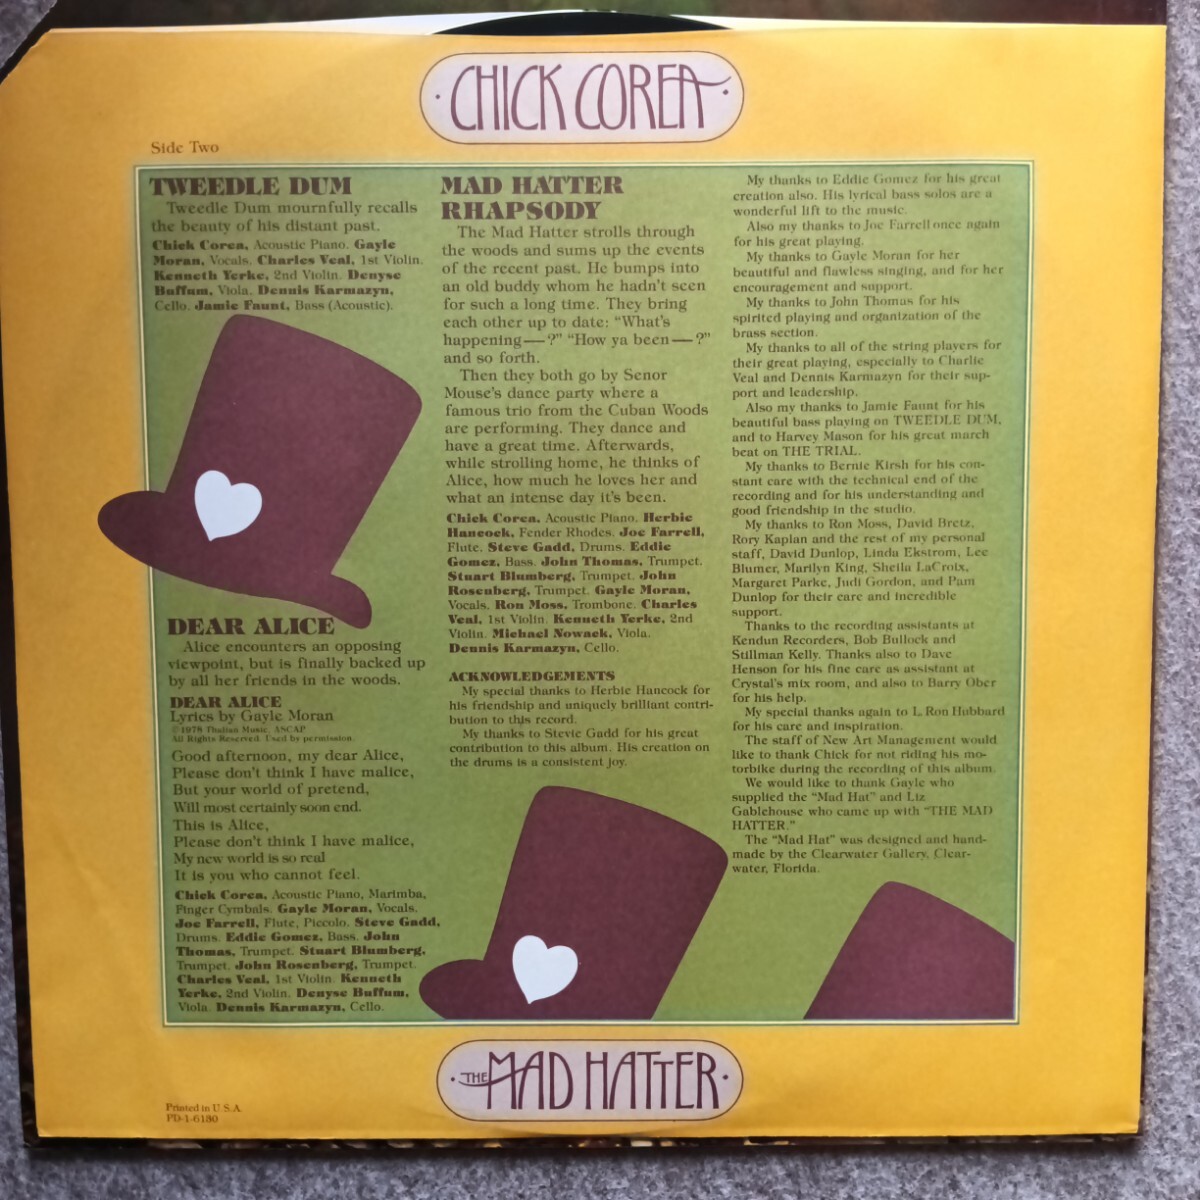 CHICK COREA
Side Two
TWEEDLE DUM
Tweedle Dum mournfully recalls
the beauty of his distant past.
Chick Corea, Acoustic Piano. Gayle
Moran, Vocals. Charles Veal, 1st Violin.
Kenneth Yerke, 2nd Violin. Denyse
Buffum, Viola. Dennis Karmazyn,
Cello. Jamie Faunt, Bass (Acoustic).
DEAR ALICE
Alice encounters an opposing
viewpoint, but is finally backed up
by all her friends in the woods.
DEAR ALICE
Lyrics by Gayle Moran
©1978 Thalian Music. ASCAP
All Rights Reserved. Used by permission.
Good afternoon, my dear Alice,
Please don't think I have malice,
But your world of pretend,
Will most certainly soon end.
This is Alice,
Please don't think I have malice,
My new world is so real
It is you who cannot feel.
Chick Corea, Acoustic Piano, Marimba,
Finger Cymbals. Gayle Moran, Vocals.
Joe Farrell, Flute, Piccolo. Steve Gadd,
Drums. Eddie Gomez, Bass. John
Thomas, Trumpet. Stuart Blumberg,
Trumpet. John Rosenberg, Trumpet.
Charles Veal, 1st Violin. Kenneth
Yerke, 2nd Violin. Denyse Buffum,
Viola. Dennis Karmazyn, Cello.
MAD HATTER
RHAPSODY
The Mad Hatter strolls through
the woods and sums up the events
of the recent past. He bumps into
an old buddy whom he hadn't seen
for such a long time. They bring
each other up to date: "What's
happening—?" "How ya been—?"
and so forth.
Then they both go by Senor
Mouse's dance party where a
famous trio from the Cuban Woods
are performing. They dance and
have a great time. Afterwards,
while strolling home, he thinks of
Alice, how much he loves her and
what an intense day it's been.
Chick Corea, Acoustic Piano. Herbie
Hancock, Fender Rhodes. Joe Farrell,
Flute. Steve Gadd, Drums. Eddie
Gomez, Bass. John Thomas, Trumpet.
Stuart Blumberg, Trumpet. John
Rosenberg, Trumpet. Gayle Moran,
Vocals. Ron Moss, Trombone. Charles
Veal, 1st Violin. Kenneth Yerke, 2nd
Violin. Michael Nowack, Viola.
Dennis Karmazyn, Cello.
ACKNOWLEDGEMENTS
My special thanks to Herbie Hancock for
his friendship and uniquely brilliant contri-
bution to this record.
My thanks to Stevie Gadd for his great
contribution to this album. His creation on
the drums is a consistent joy.
My thanks to Eddie Gomez for his great
creation also. His lyrical bass solos are a
wonderful lift to the music.
Also my thanks to Joe Farrell once again
for his great playing.
My thanks to Gayle Moran for her
beautiful and flawless singing, and for her
encouragement and support.
My thanks to John Thomas for his
spirited playing and organization of the
brass section.
My thanks to all of the string players for
their great playing, especially to Charlie
Veal and Dennis Karmazyn for their sup-
port and leadership.
Also my thanks to Jamie Faunt for his
beautiful bass playing on TWEEDLE DUM,
and to Harvey Mason for his great march
beat on THE TRIAL.
My thanks to Bernie Kirsh for his con-
stant care with the technical end of the
recording and for his understanding and
good friendship in the studio.
My thanks to Ron Moss, David Bretz,
Rory Kaplan and the rest of my personal
staff, David Dunlop, Linda Ekstrom, Lee
Blumer, Marilyn King, Sheila LaCroix,
Margaret Parke, Judi Gordon, and Pam
Dunlop for their care and incredible
support.
Thanks to the recording assistants at
Kendun Recorders, Bob Bullock and
Stillman Kelly. Thanks also to Dave
Henson for his fine care as assistant at
Crystal's mix room, and also to Barry Ober
for his help.
My special thanks again to L. Ron Hubbard
for his care and inspiration.
The staff of New Art Management would
like to thank Chick for not riding his mo-
torbike during the recording of this album.
We would like to thank Gayle who
supplied the "Mad Hat" and Liz
Gablehouse who came up with "THE MAD
HATTER."
The "Mad Hat" was designed and hand-
made by the Clearwater Gallery, Clear-
water, Florida.
THE MAD HATTER
Printed in U.S.A.
PD-1-6130